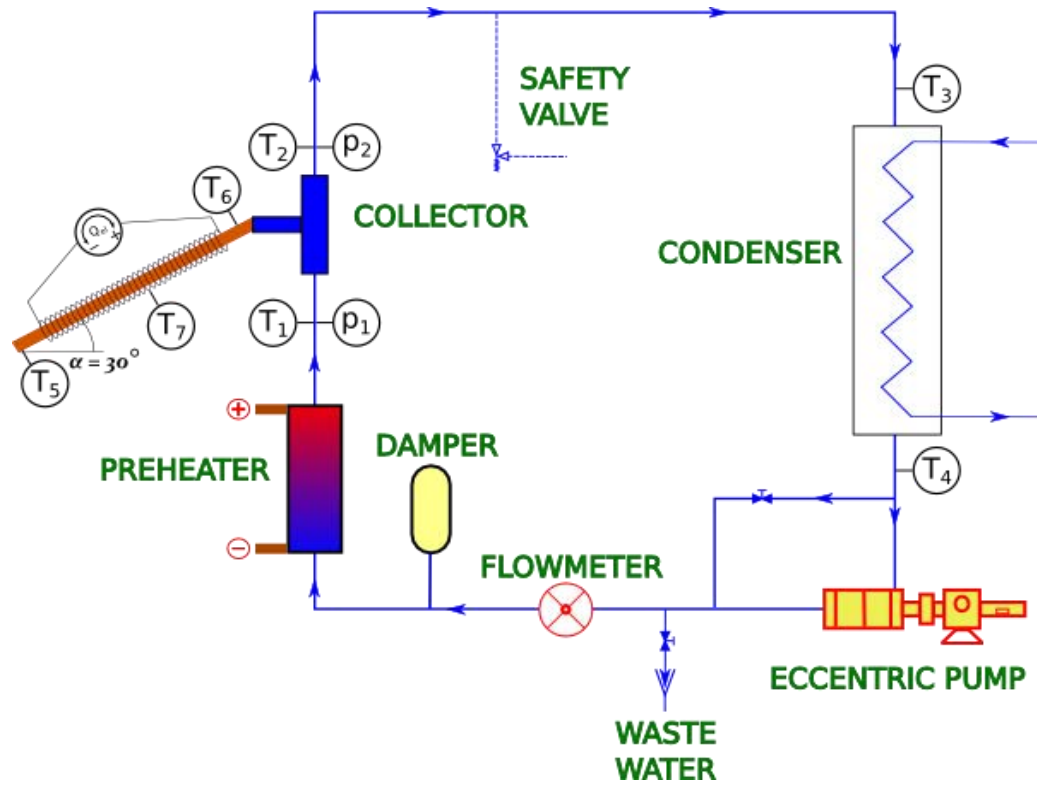 SAFETY
VALVE
T3
T2
p2
T6
Qel
+
−
COLLECTOR
CONDENSER
T1
p1
T7
α = 30°
T5
+
PREHEATER
DAMPER
T4
−
FLOWMETER
ECCENTRIC PUMP
WASTE
WATER